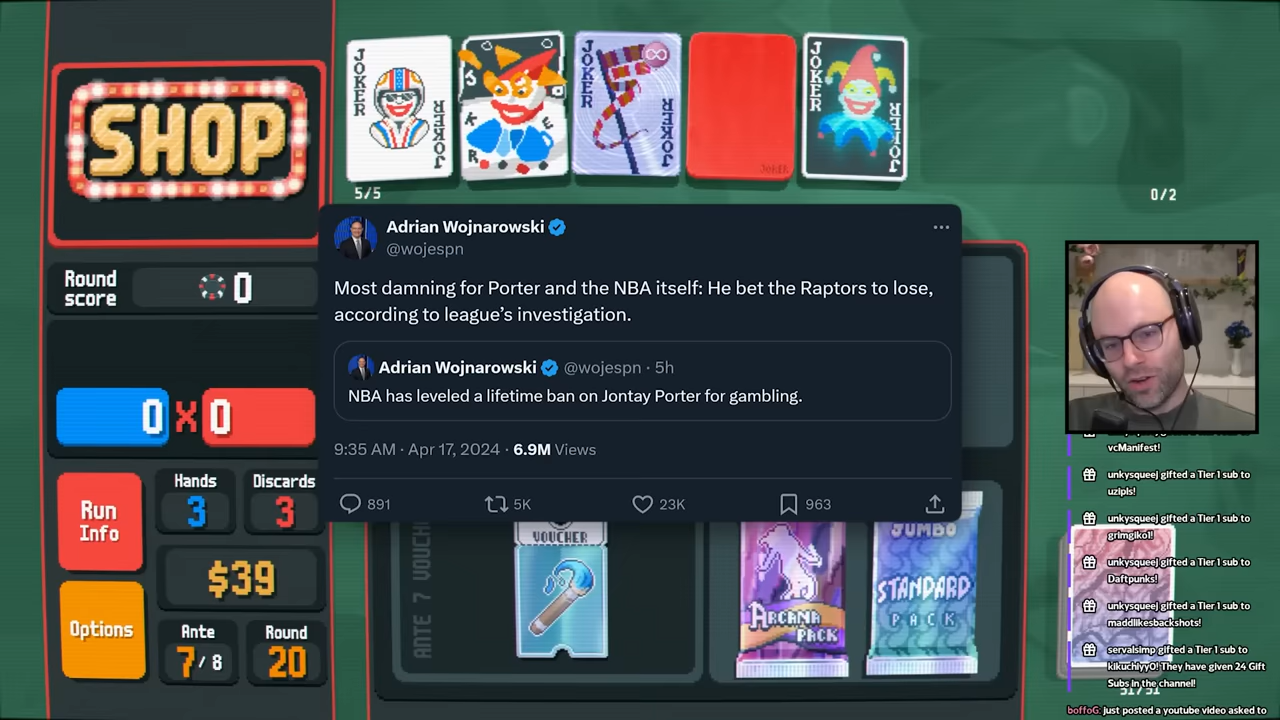 SHOP
JOKER
JOKER
JOKER
JOKER
JOKER
JOKER
JOKER
JOKER
5/5
0/2
Round
score
0
0 X 0
Run
Info
Options
Hands
3
Discards
3
$39
Ante
7/8
Round
20
Adrian Wojnarowski
@wojespn
Most damning for Porter and the NBA itself: He bet the Raptors to lose,
according to league’s investigation.
Adrian Wojnarowski @wojespn · 5h
NBA has leveled a lifetime ban on Jontay Porter for gambling.
9:35 AM · Apr 17, 2024 · 6.9M Views
891
5K
23K
963
ANTE 7 VOUCH
VOUCHER
ARCANA
PACK
JUMBO
STANDARD
PACK
vcManifest!
unkysqueej gifted a Tier 1 sub to
uzipls!
unkysqueej gifted a Tier 1 sub to
grimgikol!
unkysqueej gifted a Tier 1 sub to
Daftpunks!
unkysqueej gifted a Tier 1 sub to
maddlikesbackshots!
servalsimp gifted a Tier 1 sub to
kikuchiyyO! They have given 24 Gift
Subs in the channel!
51/51
boffoG: just posted a youtube video asked to